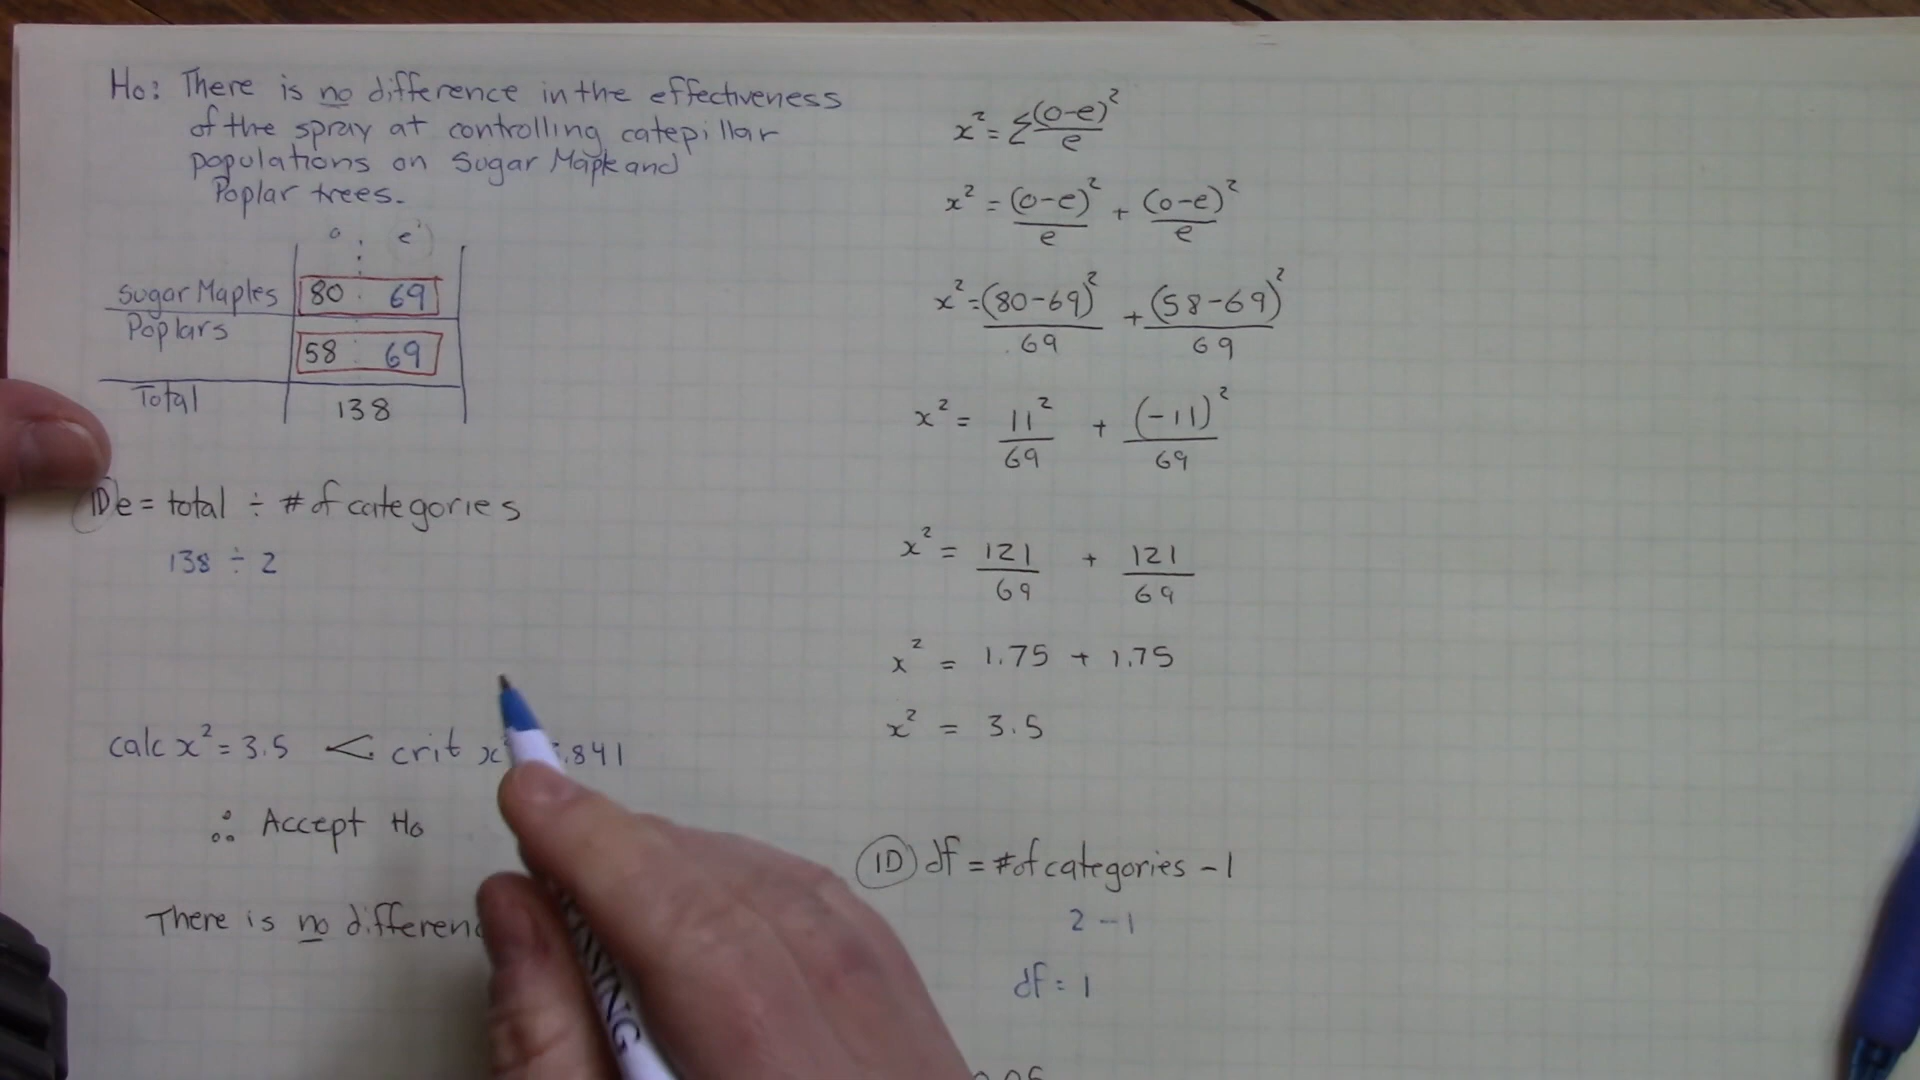 Ho: There is no difference in the effectiveness
of the spray at controlling catepillar
populations on Sugar Maple and
Poplar trees.
o : e
Sugar Maples 80 : 69
Poplars
58 : 69
Total 138
ID e = total ÷ # of categories
138 ÷ 2
calc x² = 3.5 < crit x² .841
∴ Accept Ho
There is no
x² = Σ(o-e)²/e
x² = (o-e)²/e + (o-e)²/e
x² = (80-69)²/69 + (58-69)²/69
x² = 11²/69 + (-11)²/69
x² = 121/69 + 121/69
x² = 1.75 + 1.75
x² = 3.5
ID df = # of categories - 1
2 - 1
df = 1